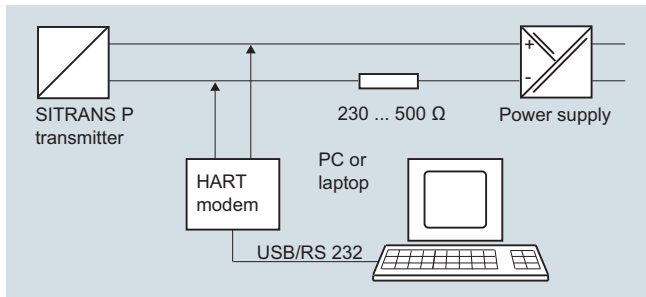 +
-
SITRANS P
transmitter
230 ... 500 Ω
Power supply
HART
modem
PC or
laptop
USB/RS 232